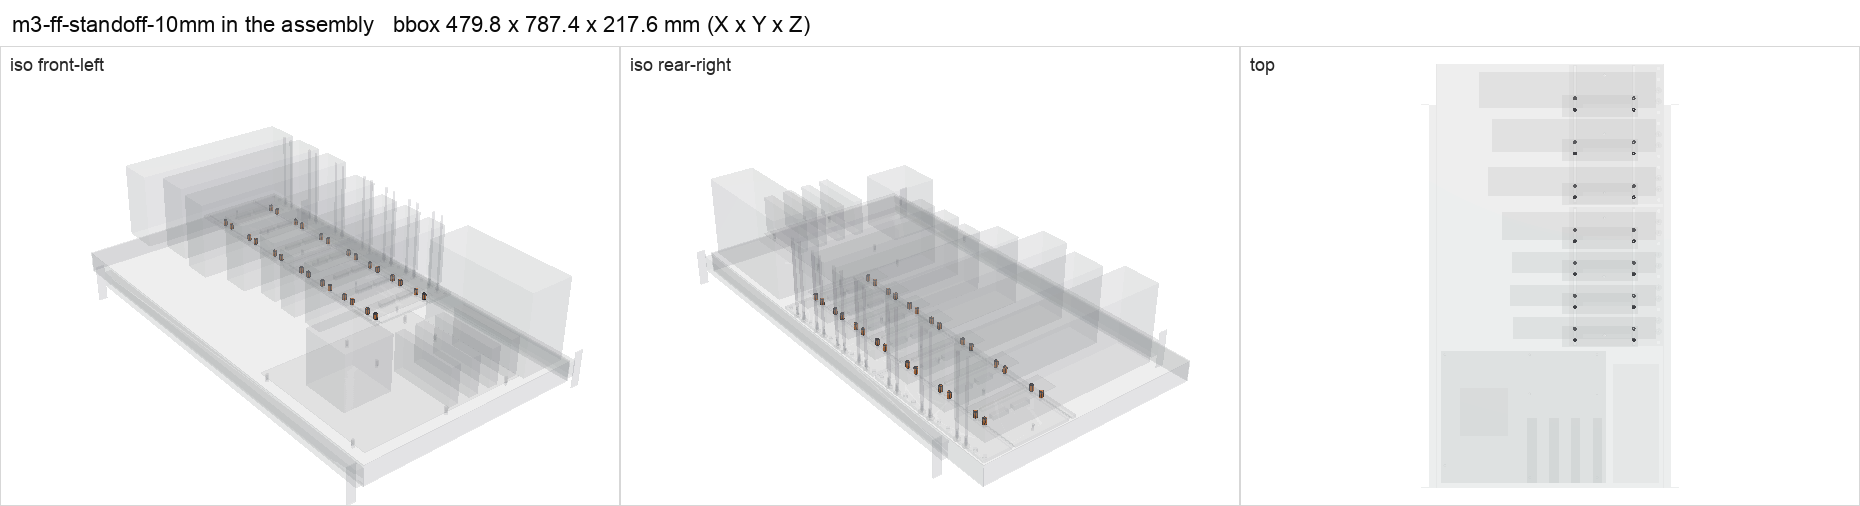 m3-ff-standoff-10mm in the assembly   bbox 479.8 x 787.4 x 217.6 mm (X x Y x Z)
iso front-left
iso rear-right
top